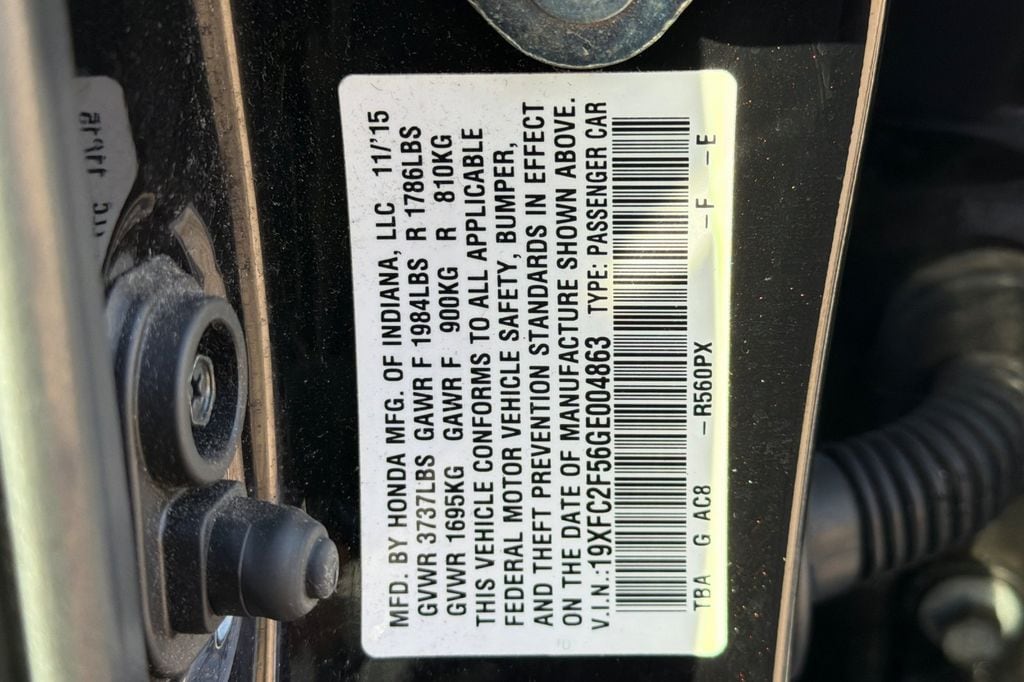 MFD. BY HONDA MFG. OF INDIANA, LLC 11/'15
GVWR 3737LBS GAWR F 1984LBS R 1786LBS
GVWR 1695KG GAWR F 900KG R 810KG
THIS VEHICLE CONFORMS TO ALL APPLICABLE
FEDERAL MOTOR VEHICLE SAFETY, BUMPER,
AND THEFT PREVENTION STANDARDS IN EFFECT
ON THE DATE OF MANUFACTURE SHOWN ABOVE.
V.I.N.:19XFC2F56GE004863 TYPE: PASSENGER CAR
TBA G AC8 –R560PX –F –E